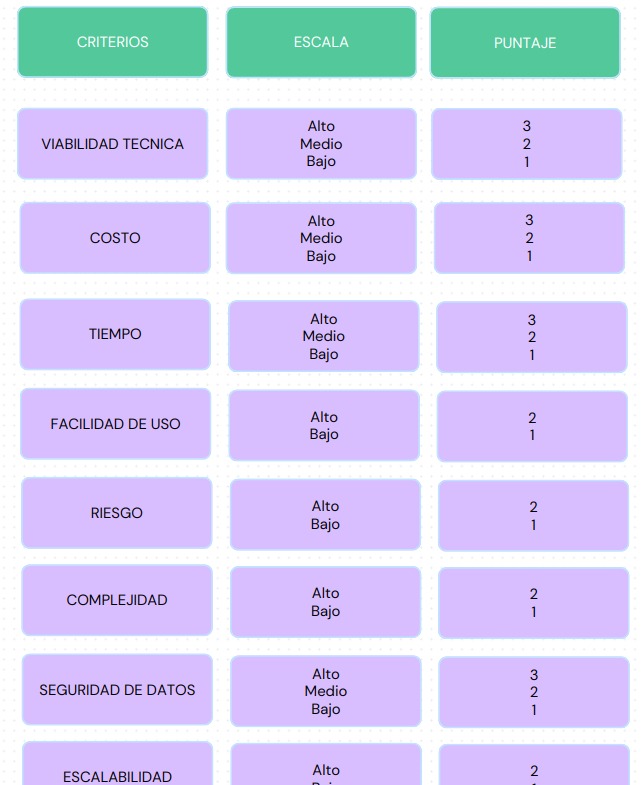 CRITERIOS
ESCALA
PUNTAJE
VIABILIDAD TECNICA
Alto
Medio
Bajo
3
2
1
COSTO
Alto
Medio
Bajo
3
2
1
TIEMPO
Alto
Medio
Bajo
3
2
1
FACILIDAD DE USO
Alto
Bajo
2
1
RIESGO
Alto
Bajo
2
1
COMPLEJIDAD
Alto
Bajo
2
1
SEGURIDAD DE DATOS
Alto
Medio
Bajo
3
2
1
ESCALABILIDAD
Alto
2